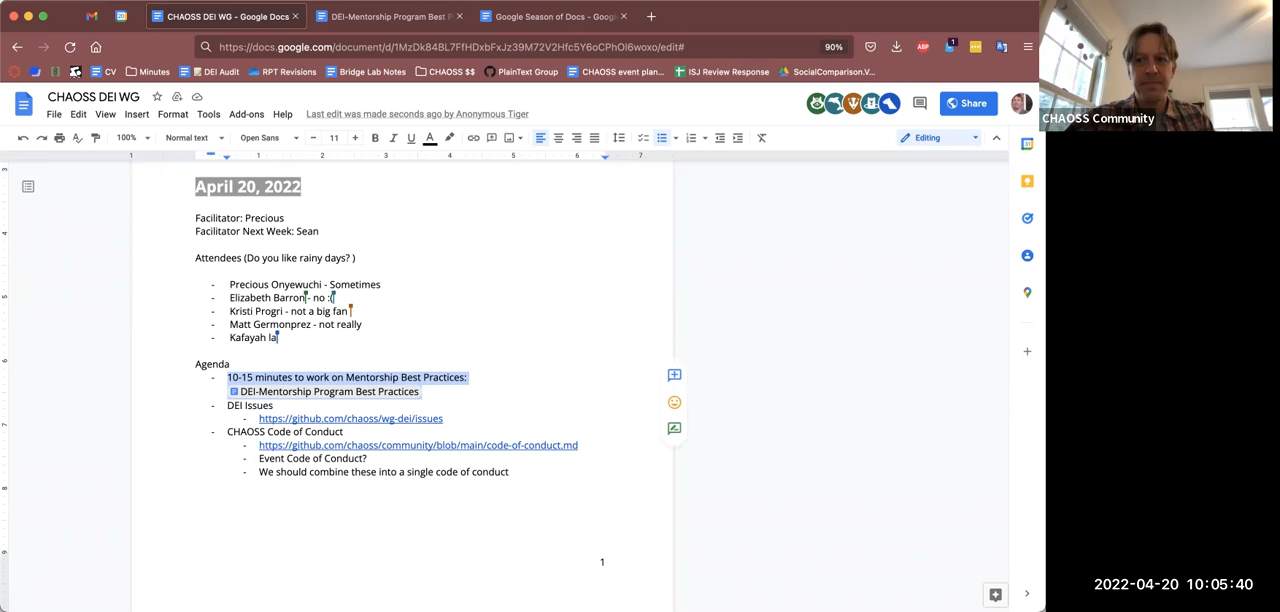 CHAOSS DEI WG - Google Docs
DEI-Mentorship Program Best P
Google Season of Docs - Goog
https://docs.google.com/document/d/1MzDk84BL7FfHDxbFxJz39M72V2Hfc5Y6oCPhOl6woxo/edit#
90%
CV
Minutes
DEI Audit
RPT Revisions
Bridge Lab Notes
CHAOSS $$
PlainText Group
CHAOSS event plan...
ISJ Review Response
SocialComparison.V...
CHAOSS DEI WG
File Edit View Insert Format Tools Add-ons Help
Last edit was made seconds ago by Anonymous Tiger
Share
100%
Normal text
Open Sans
11
Editing
April 20, 2022
Facilitator: Precious
Facilitator Next Week: Sean
Attendees (Do you like rainy days? )
- Precious Onyewuchi - Sometimes
- Elizabeth Barron - no :(
- Kristi Progri - not a big fan
- Matt Germonprez - not really
- Kafayah la
Agenda
- 10-15 minutes to work on Mentorship Best Practices:
DEI-Mentorship Program Best Practices
- DEI Issues
- https://github.com/chaoss/wg-dei/issues
- CHAOSS Code of Conduct
- https://github.com/chaoss/community/blob/main/code-of-conduct.md
- Event Code of Conduct?
- We should combine these into a single code of conduct
1
CHAOSS Community
2022-04-20 10:05:40